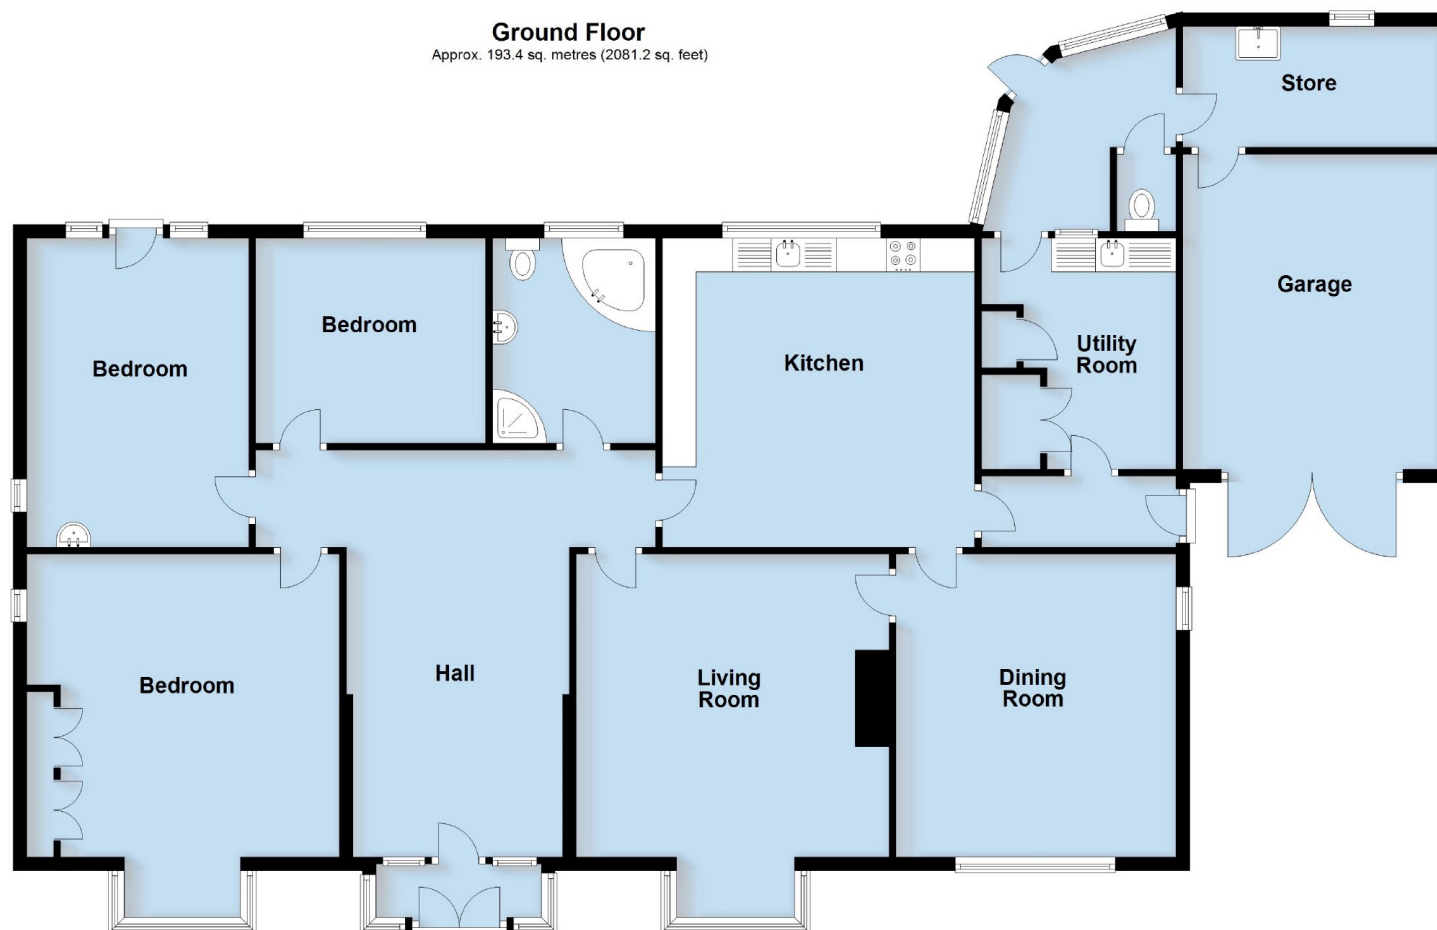 Ground Floor
Approx. 193.4 sq. metres (2081.2 sq. feet)
Store
Garage
Bedroom
Bedroom
Kitchen
Utility
Room
Bedroom
Hall
Living
Room
Dining
Room